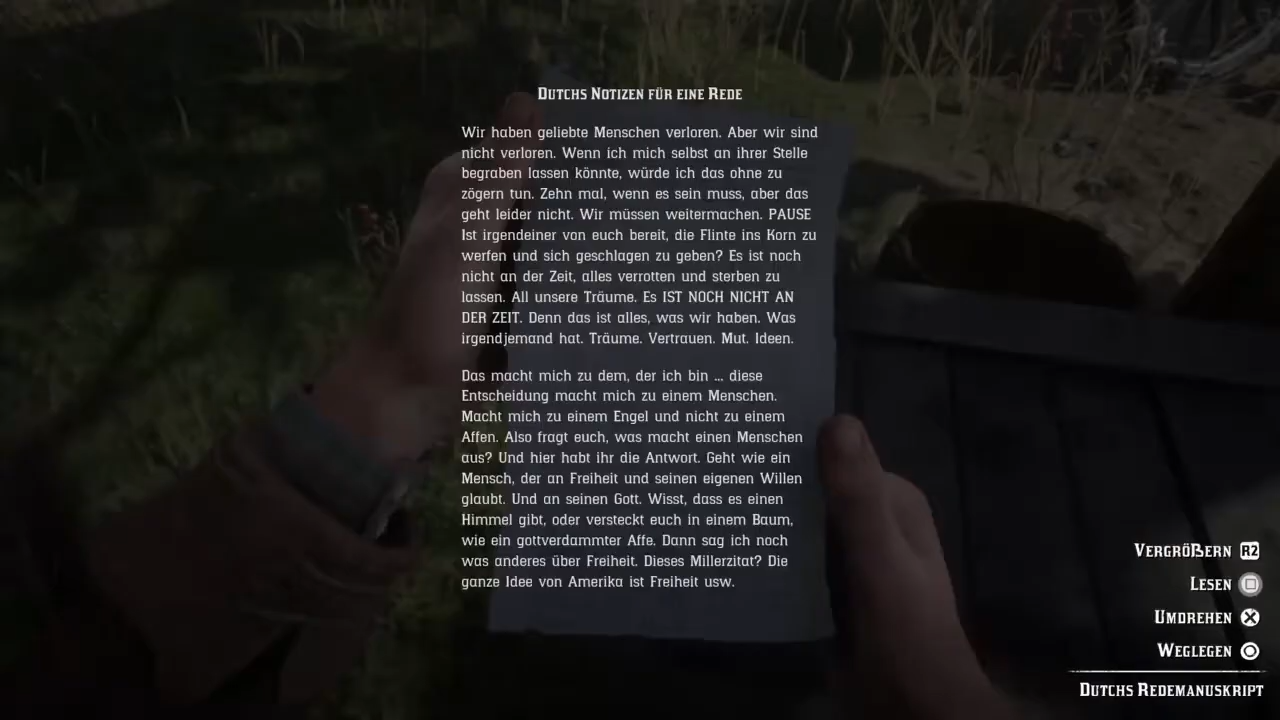 Dutchs Notizen für eine Rede
Wir haben geliebte Menschen verloren. Aber wir sind
nicht verloren. Wenn ich mich selbst an ihrer Stelle
begraben lassen könnte, würde ich das ohne zu
zögern tun. Zehn mal, wenn es sein muss, aber das
geht leider nicht. Wir müssen weitermachen. PAUSE
Ist irgendeiner von euch bereit, die Flinte ins Korn zu
werfen und sich geschlagen zu geben? Es ist noch
nicht an der Zeit, alles verrotten und sterben zu
lassen. All unsere Träume. Es IST NOCH NICHT AN
DER ZEIT. Denn das ist alles, was wir haben. Was
irgendjemand hat. Träume. Vertrauen. Mut. Ideen.
Das macht mich zu dem, der ich bin ... diese
Entscheidung macht mich zu einem Menschen.
Macht mich zu einem Engel und nicht zu einem
Affen. Also fragt euch, was macht einen Menschen
aus? Und hier habt ihr die Antwort. Geht wie ein
Mensch, der an Freiheit und seinen eigenen Willen
glaubt. Und an seinen Gott. Wisst, dass es einen
Himmel gibt, oder versteckt euch in einem Baum,
wie ein gottverdammter Affe. Dann sag ich noch
was anderes über Freiheit. Dieses Millerzitat? Die
ganze Idee von Amerika ist Freiheit usw.
Vergrößern R2
Lesen
Umdrehen
Weglegen
Dutchs Redemanuskript